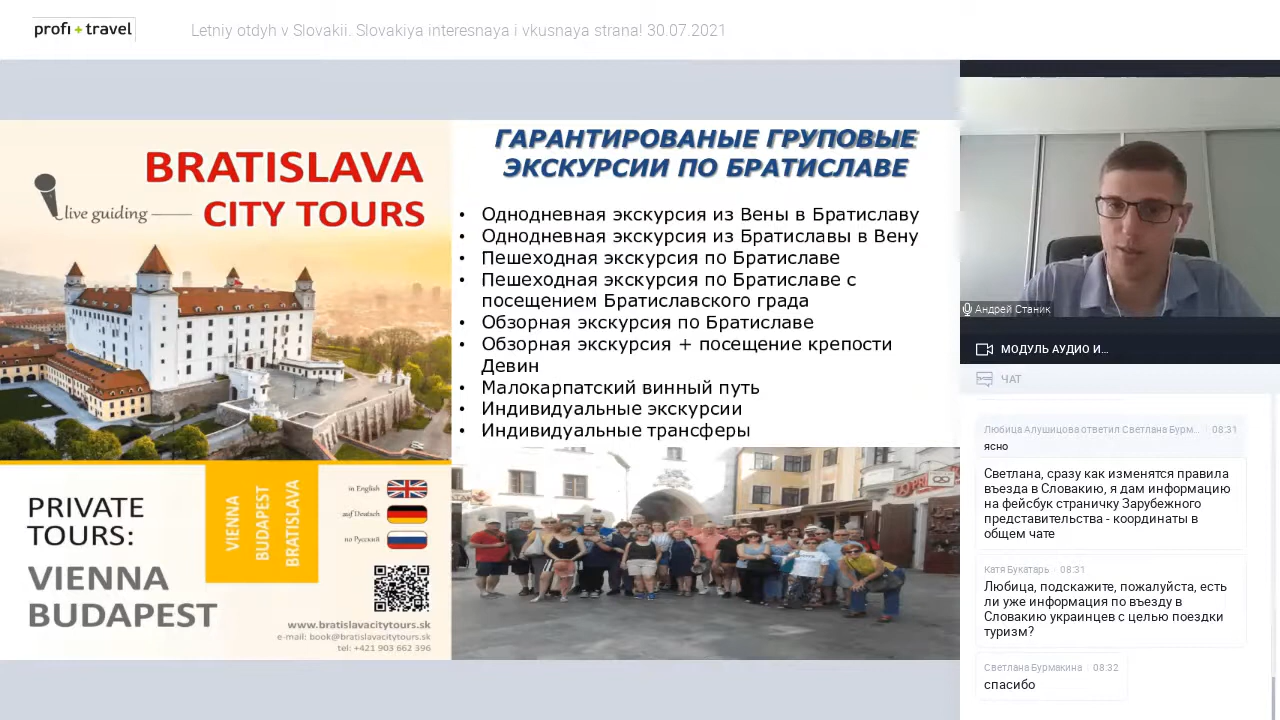 profi+travel
Letniy otdyh v Slovakii. Slovakiya interesnaya i vkusnaya strana! 30.07.2021
BRATISLAVA
live guiding
CITY TOURS
PRIVATE
TOURS:
VIENNA
BUDAPEST
VIENNA
BUDAPEST
BRATISLAVA
in English
auf Deutsch
по Русский
www.bratislavacitytours.sk
e-mail: book@bratislavacitytours.sk
tel: +421 903 662 396
ГАРАНТИРОВАНЫЕ ГРУПОВЫЕ
ЭКСКУРСИИ ПО БРАТИСЛАВЕ
• Однодневная экскурсия из Вены в Братиславу
• Однодневная экскурсия из Братиславы в Вену
• Пешеходная экскурсия по Братиславе
• Пешеходная экскурсия по Братиславе с
посещением Братиславского града
• Обзорная экскурсия по Братиславе
• Обзорная экскурсия + посещение крепости
Девин
• Малокарпатский винный путь
• Индивидуальные экскурсии
• Индивидуальные трансферы
Андрей Станик
МОДУЛЬ АУДИО И...
ЧАТ
Любица Алушицова ответил Светлана Бурм... 08:31
ясно
Светлана, сразу как изменятся правила
въезда в Словакию, я дам информацию
на фейсбук страничку Зарубежного
представительства - координаты в
общем чате
Катя Букатарь 08:31
Любица, подскажите, пожалуйста, есть
ли уже информация по въезду в
Словакию украинцев с целью поездки
туризм?
Светлана Бурмакина 08:32
спасибо